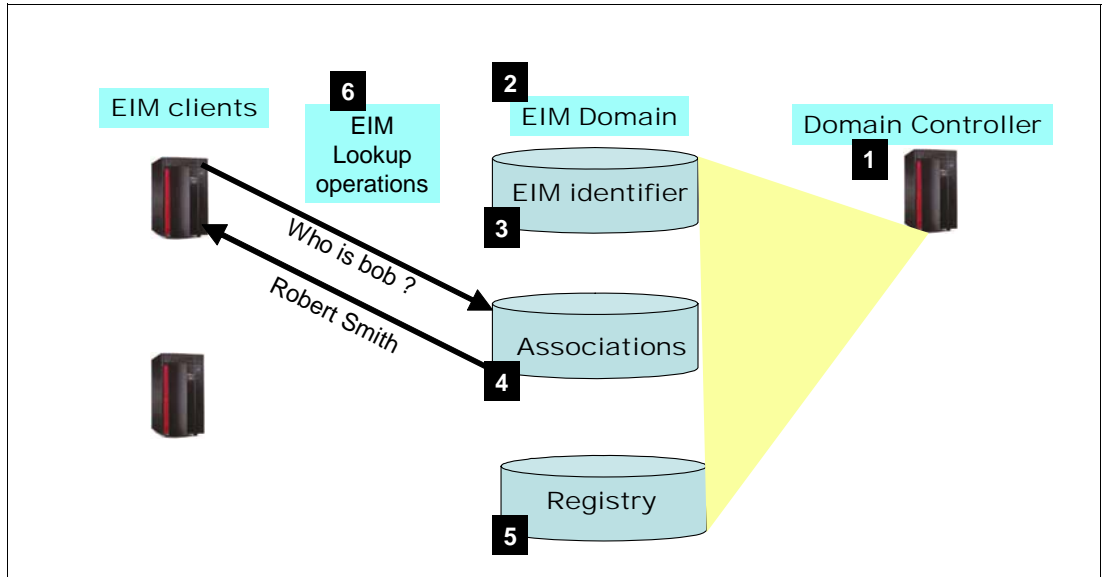 EIM clients
6
EIM
Lookup
operations
2
EIM Domain
Domain Controller
1
EIM identifier
3
Who is bob ?
Robert Smith
Associations
4
Registry
5